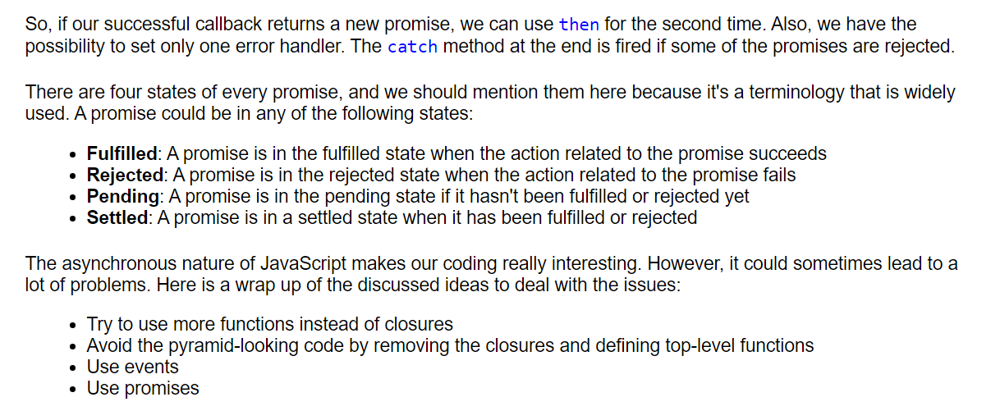 So, if our successful callback returns a new promise, we can use then for the second time. Also, we have the
possibility to set only one error handler. The catch method at the end is fired if some of the promises are rejected.
There are four states of every promise, and we should mention them here because it's a terminology that is widely
used. A promise could be in any of the following states:
• Fulfilled: A promise is in the fulfilled state when the action related to the promise succeeds
• Rejected: A promise is in the rejected state when the action related to the promise fails
• Pending: A promise is in the pending state if it hasn't been fulfilled or rejected yet
• Settled: A promise is in a settled state when it has been fulfilled or rejected
The asynchronous nature of JavaScript makes our coding really interesting. However, it could sometimes lead to a
lot of problems. Here is a wrap up of the discussed ideas to deal with the issues:
• Try to use more functions instead of closures
• Avoid the pyramid-looking code by removing the closures and defining top-level functions
• Use events
• Use promises